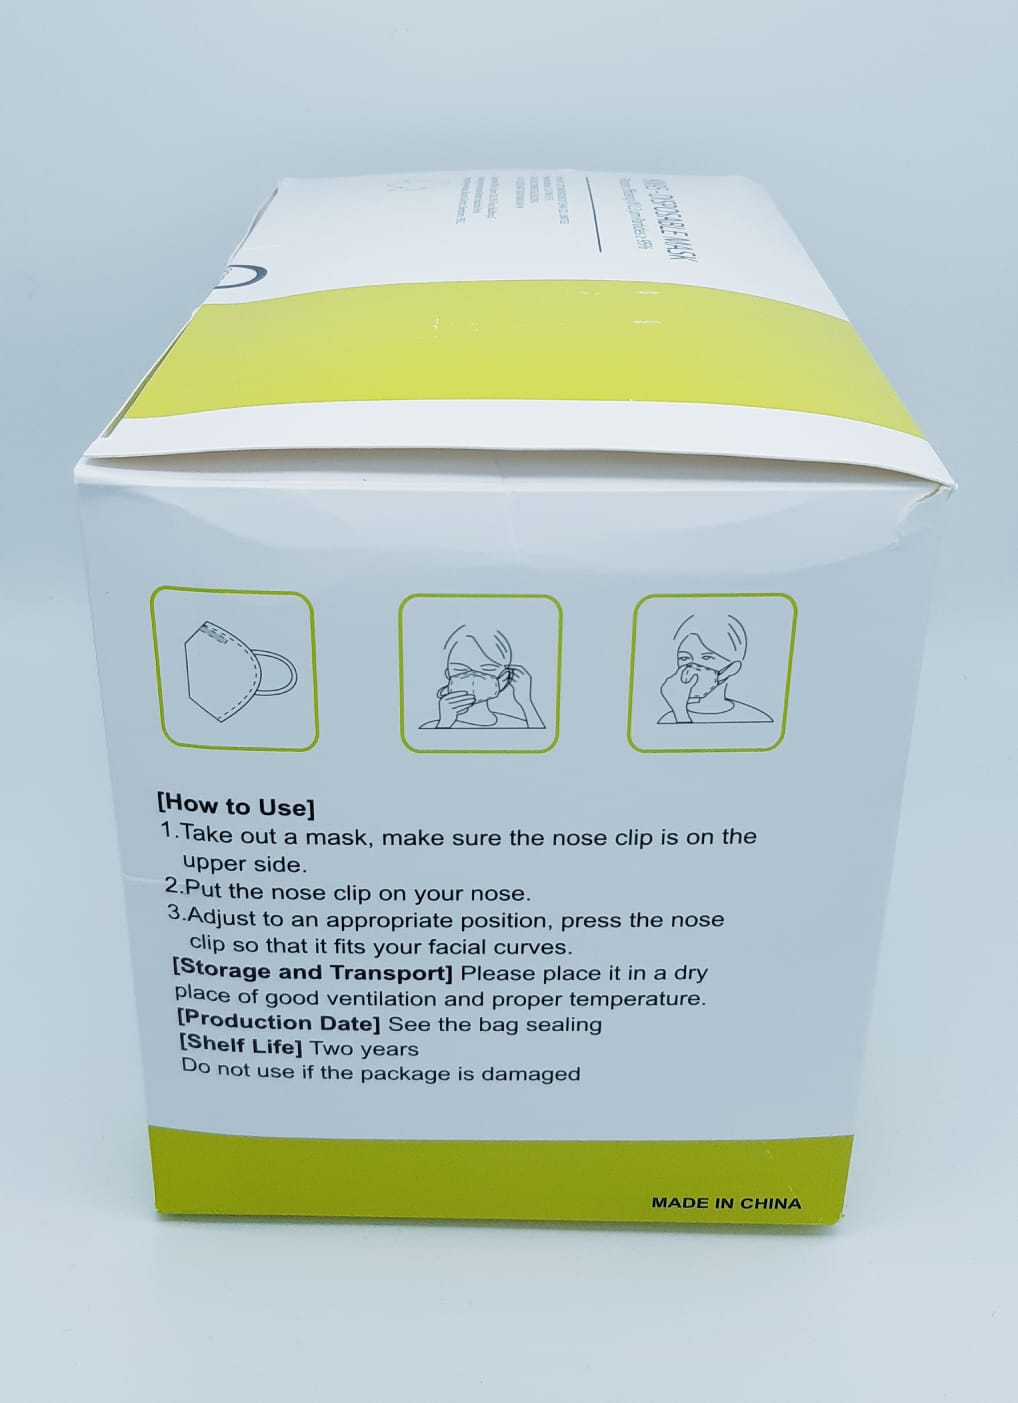 KN95 - DISPOSABLE MASK
[How to Use]
1.Take out a mask, make sure the nose clip is on the
upper side.
2.Put the nose clip on your nose.
3.Adjust to an appropriate position, press the nose
clip so that it fits your facial curves.
[Storage and Transport] Please place it in a dry
place of good ventilation and proper temperature.
[Production Date] See the bag sealing
[Shelf Life] Two years
Do not use if the package is damaged
MADE IN CHINA